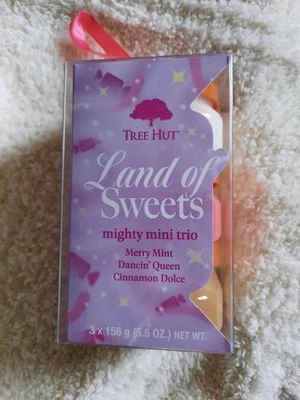 TREE HUT®
Land of
Sweets
mighty mini trio
Merry Mint
Dancin' Queen
Cinnamon Dolce
3 x 156 g (5.5 OZ.) NET WT.